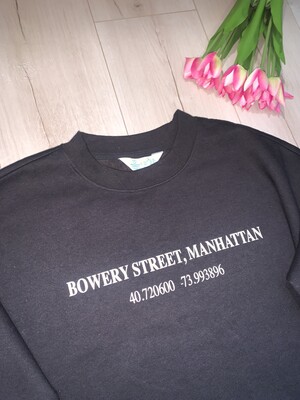 BOWERY STREET, MANHATTAN
40.720600 -73.993896